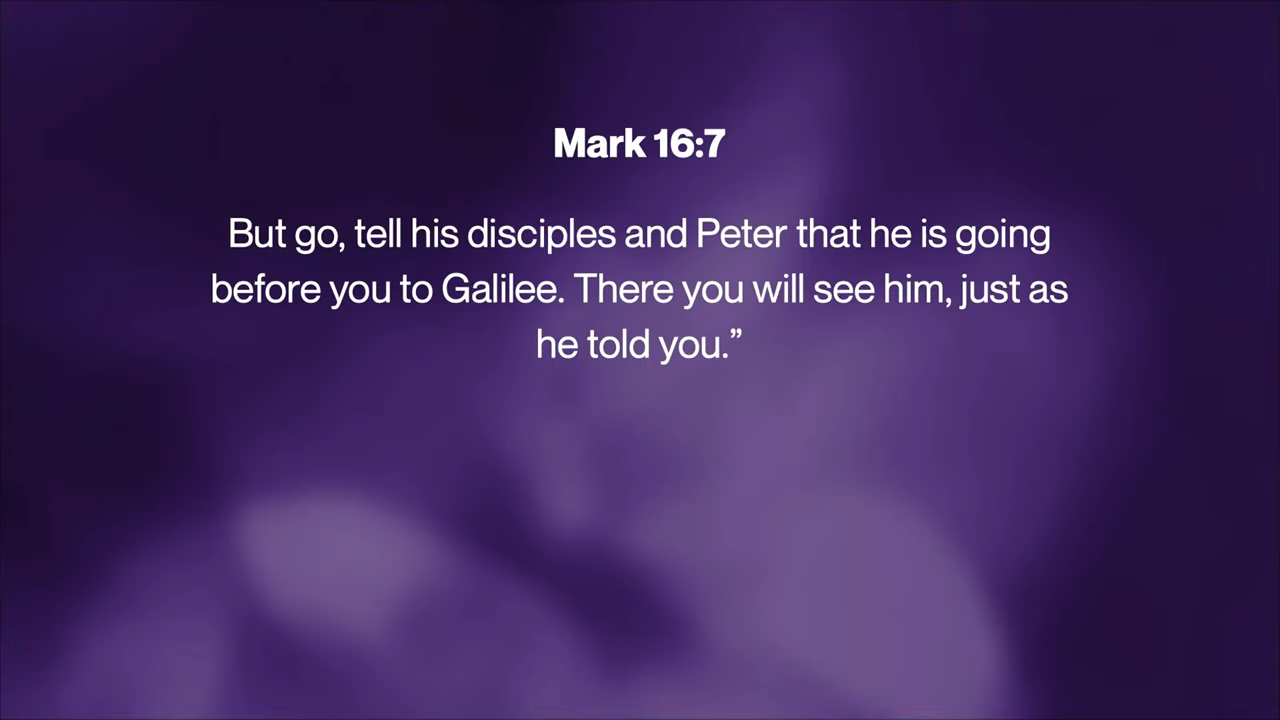 Mark 16:7
But go, tell his disciples and Peter that he is going
before you to Galilee. There you will see him, just as
he told you.”